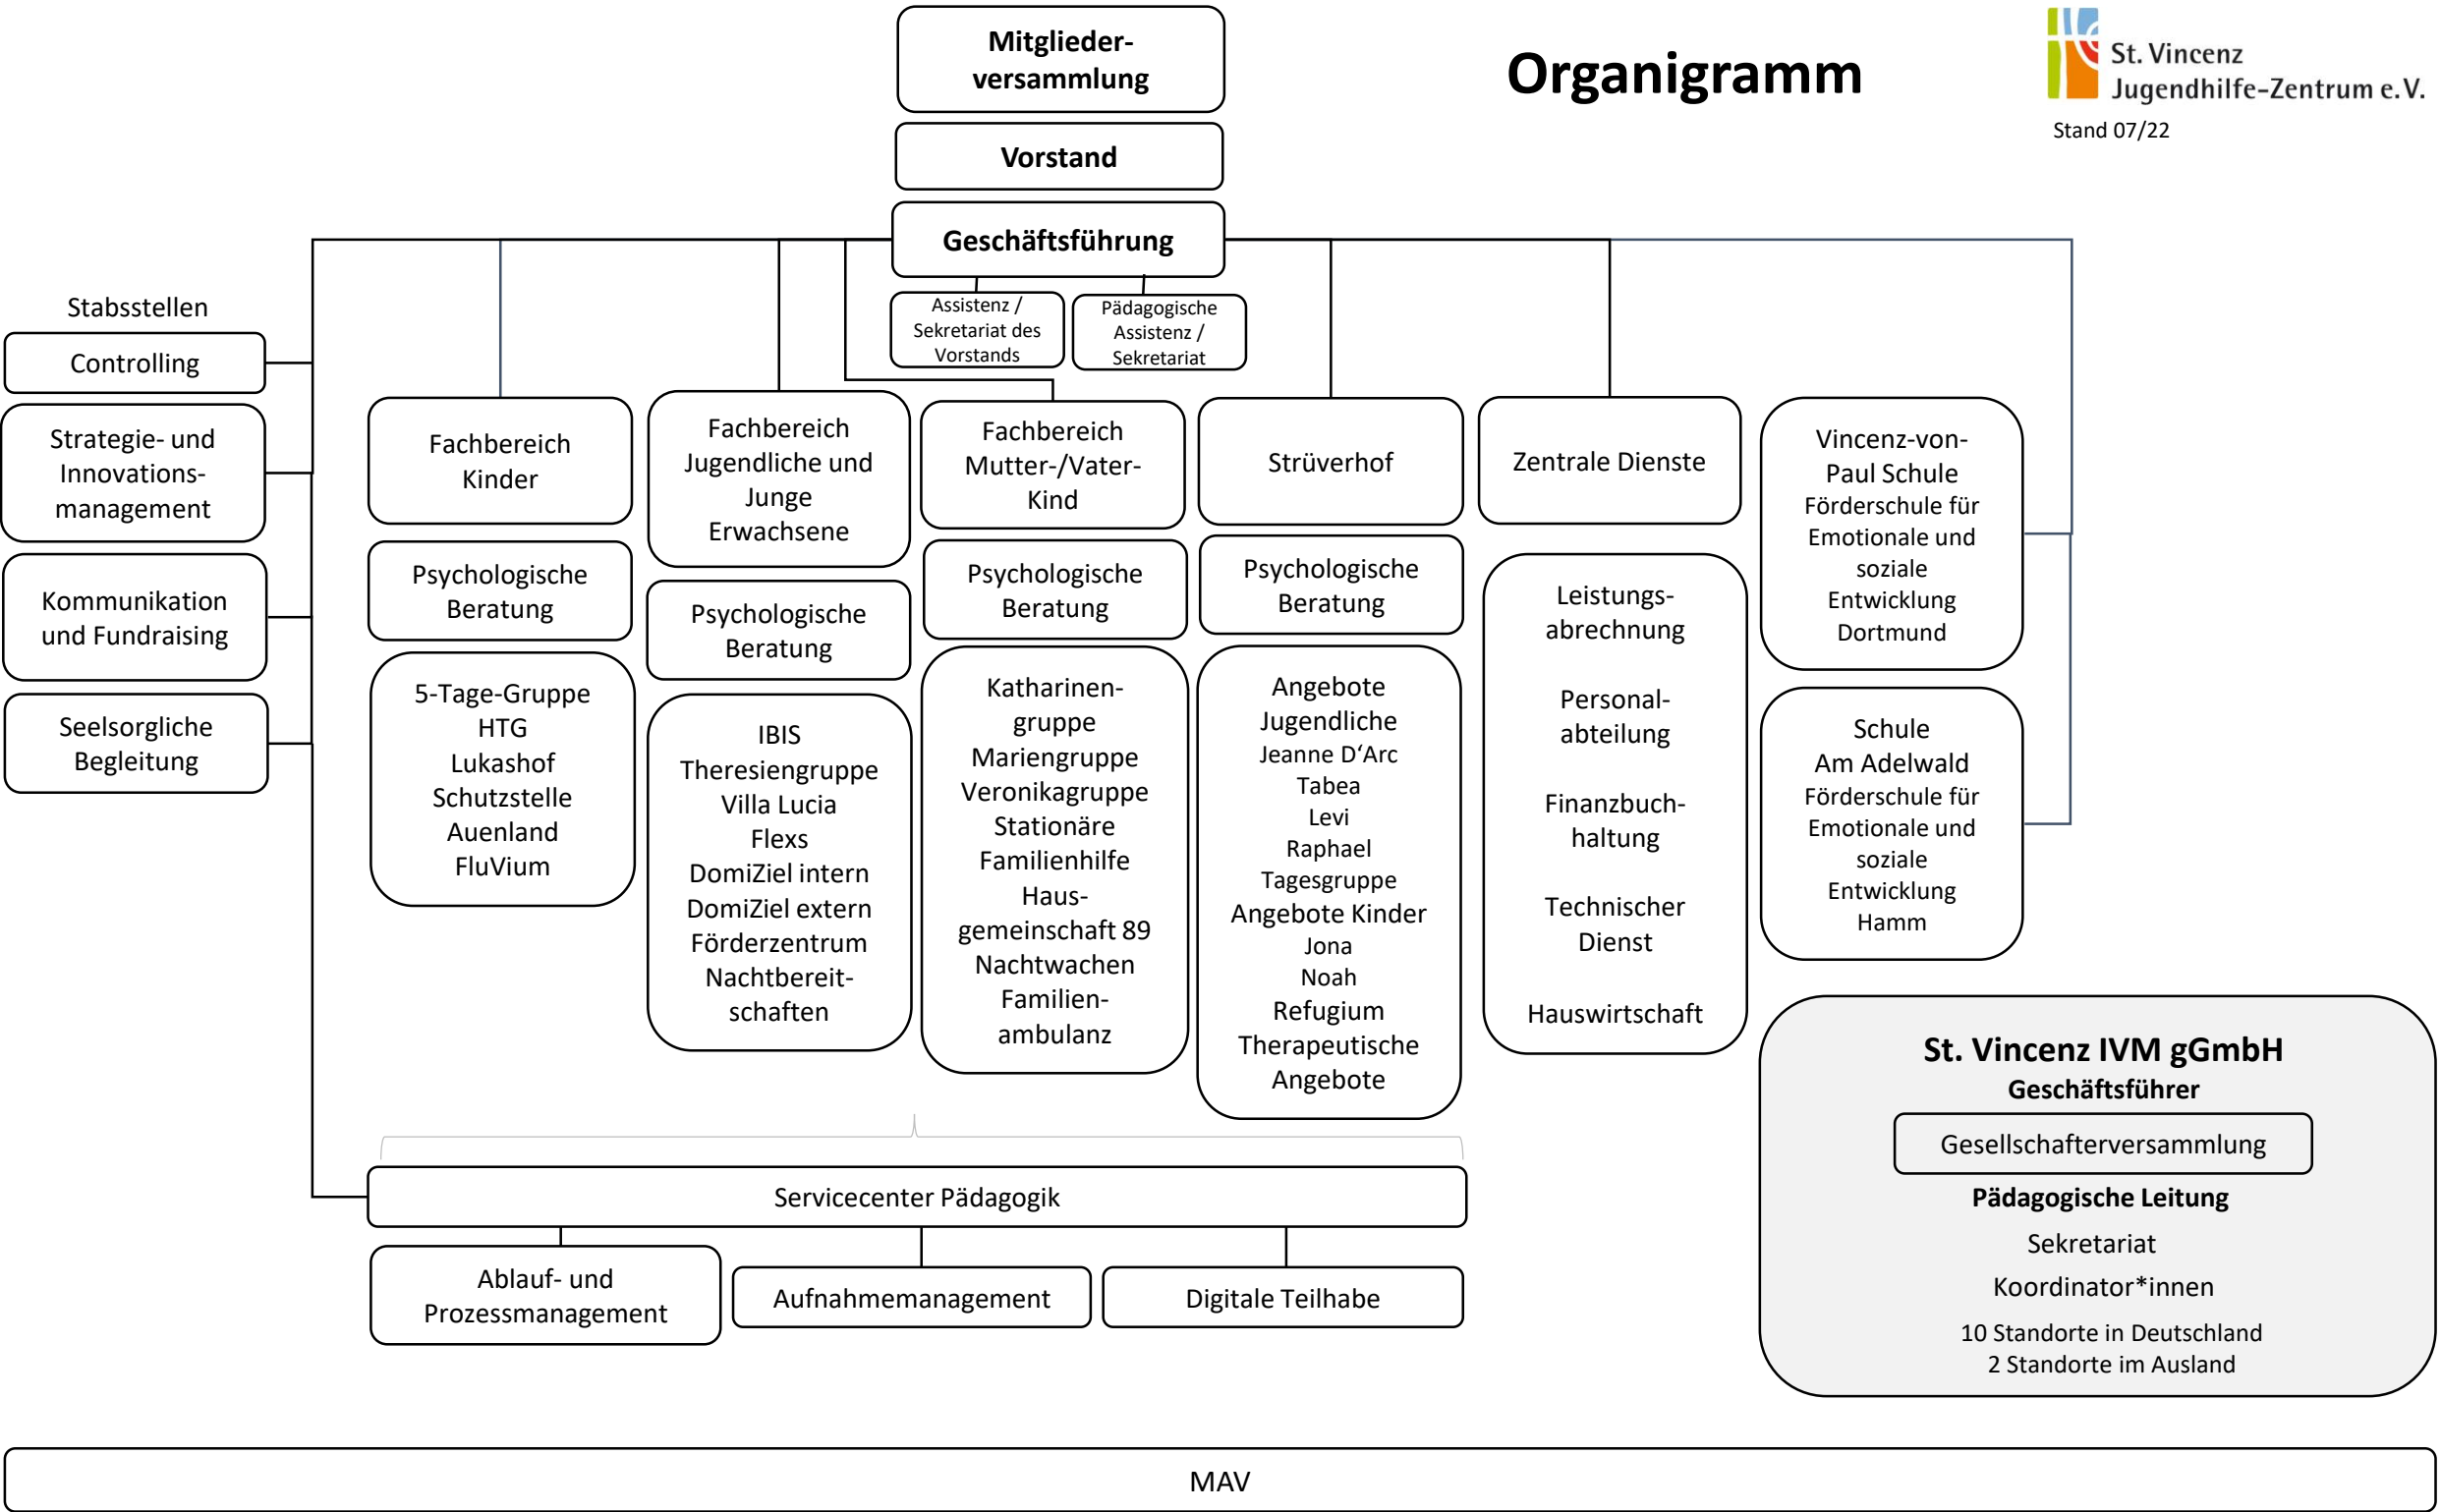 Mitglieder-
versammlung
Organigramm
St. Vincenz
Jugendhilfe-Zentrum e.V.
Stand 07/22
Vorstand
Geschäftsführung
Assistenz /
Sekretariat des
Vorstands
Pädagogische
Assistenz /
Sekretariat
Stabsstellen
Controlling
Strategie- und
Innovations-
management
Kommunikation
und Fundraising
Seelsorgliche
Begleitung
Fachbereich
Kinder
Psychologische
Beratung
5-Tage-Gruppe
HTG
Lukashof
Schutzstelle
Auenland
FluVium
Fachbereich
Jugendliche und
Junge
Erwachsene
Psychologische
Beratung
IBIS
Theresiengruppe
Villa Lucia
Flexs
DomiZiel intern
DomiZiel extern
Förderzentrum
Nachtbereit-
schaften
Fachbereich
Mutter-/Vater-
Kind
Psychologische
Beratung
Katharinen-
gruppe
Mariengruppe
Veronikagruppe
Stationäre
Familienhilfe
Haus-
gemeinschaft 89
Nachtwachen
Familien-
ambulanz
Strüverhof
Psychologische
Beratung
Angebote
Jugendliche
Jeanne D‘Arc
Tabea
Levi
Raphael
Tagesgruppe
Angebote Kinder
Jona
Noah
Refugium
Therapeutische
Angebote
Zentrale Dienste
Leistungs-
abrechnung
Personal-
abteilung
Finanzbuch-
haltung
Technischer
Dienst
Hauswirtschaft
Vincenz-von-
Paul Schule
Förderschule für
Emotionale und
soziale
Entwicklung
Dortmund
Schule
Am Adelwald
Förderschule für
Emotionale und
soziale
Entwicklung
Hamm
St. Vincenz IVM gGmbH
Geschäftsführer
Gesellschafterversammlung
Pädagogische Leitung
Sekretariat
Koordinator*innen
10 Standorte in Deutschland
2 Standorte im Ausland
Servicecenter Pädagogik
Ablauf- und
Prozessmanagement
Aufnahmemanagement
Digitale Teilhabe
MAV